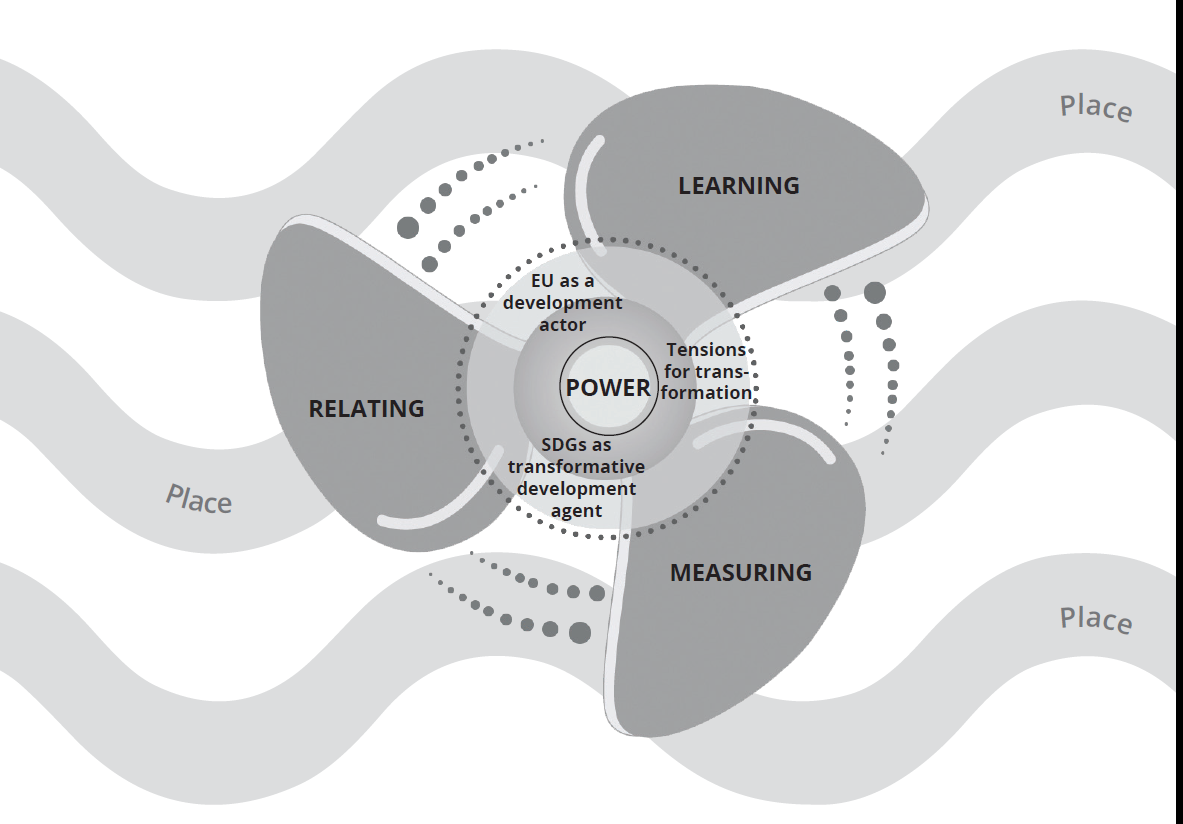 Place
LEARNING
EU as a
development
actor
Tensions
for trans-
formation
POWER
RELATING
SDGs as
transformative
development
agent
Place
MEASURING
Place